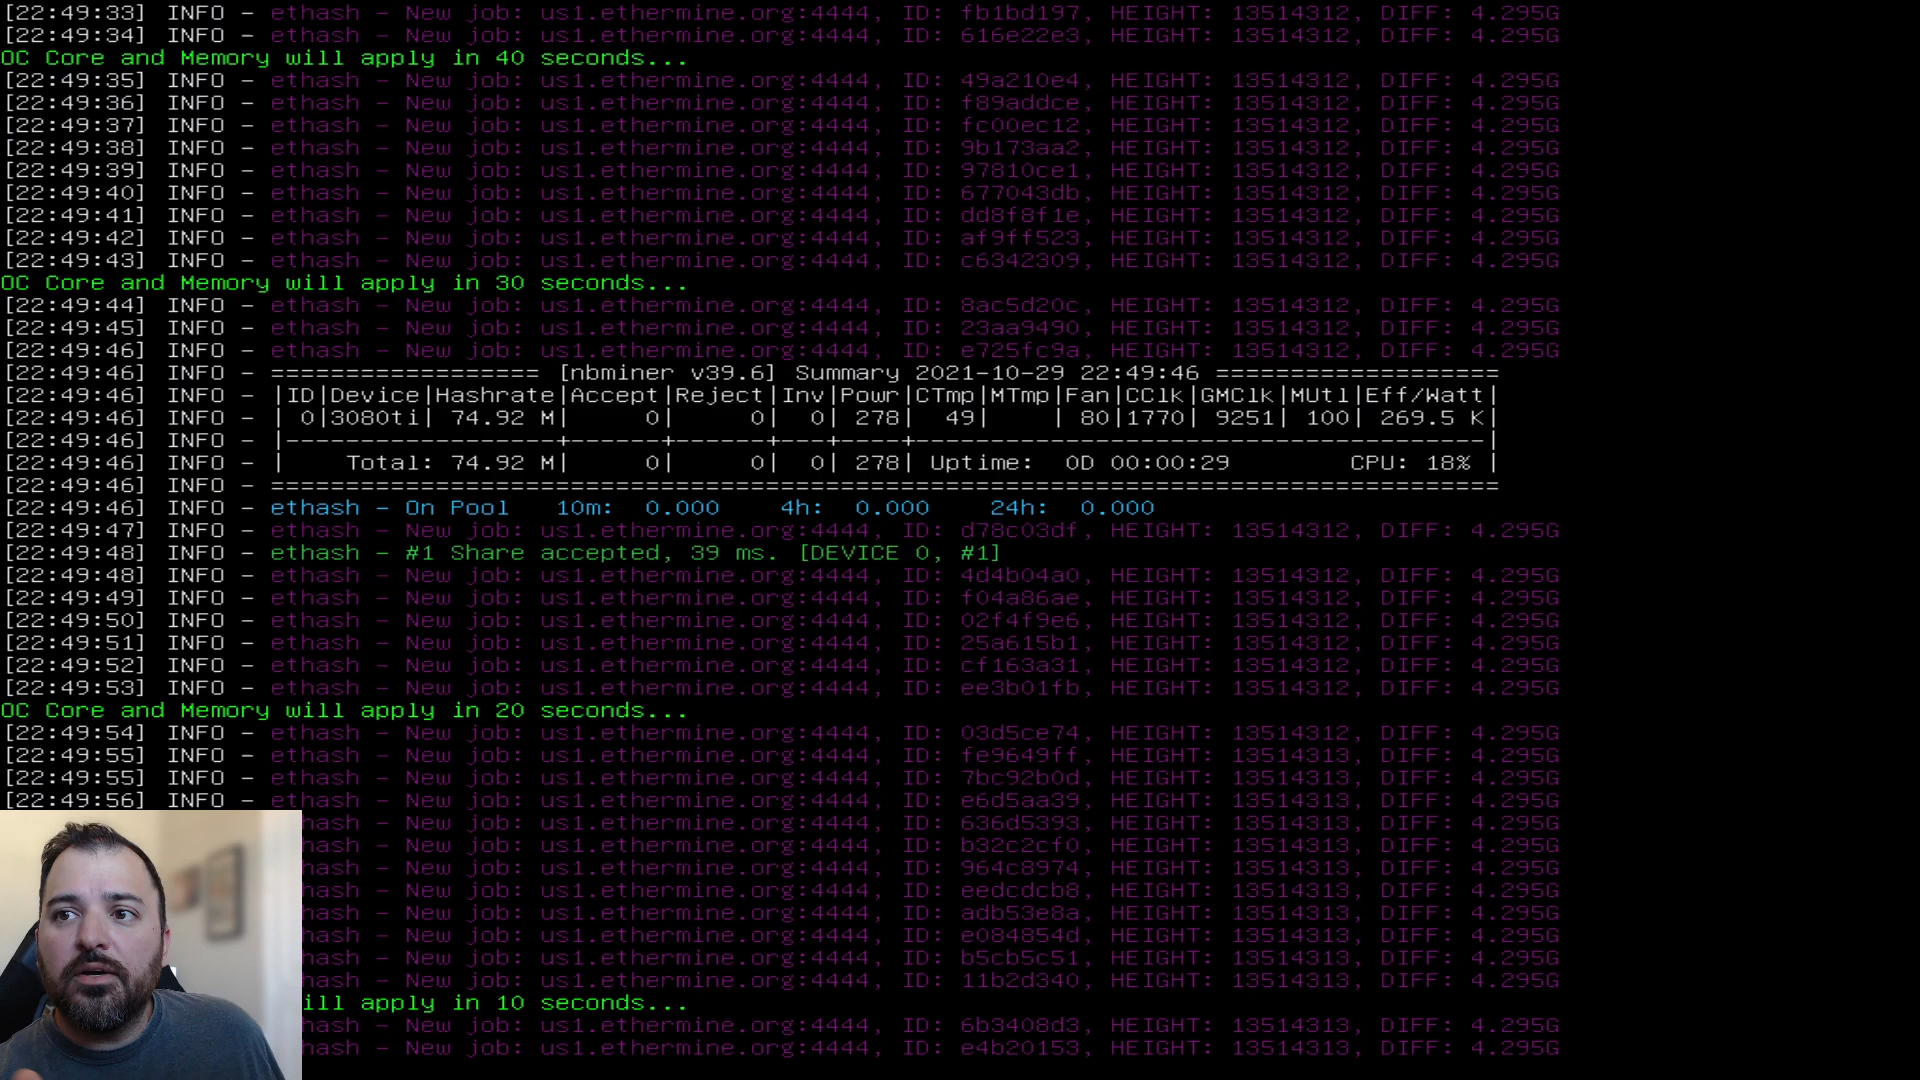 [22:49:33] INFO - ethash - New job: us1.ethermine.org:4444, ID: fb1bd197, HEIGHT: 13514312, DIFF: 4.295G
[22:49:34] INFO - ethash - New job: us1.ethermine.org:4444, ID: 616e22e3, HEIGHT: 13514312, DIFF: 4.295G
OC Core and Memory will apply in 40 seconds...
[22:49:35] INFO - ethash - New job: us1.ethermine.org:4444, ID: 49a210e4, HEIGHT: 13514312, DIFF: 4.295G
[22:49:36] INFO - ethash - New job: us1.ethermine.org:4444, ID: f89addce, HEIGHT: 13514312, DIFF: 4.295G
[22:49:37] INFO - ethash - New job: us1.ethermine.org:4444, ID: fc00ec12, HEIGHT: 13514312, DIFF: 4.295G
[22:49:38] INFO - ethash - New job: us1.ethermine.org:4444, ID: 9b173aa2, HEIGHT: 13514312, DIFF: 4.295G
[22:49:39] INFO - ethash - New job: us1.ethermine.org:4444, ID: 97810ce1, HEIGHT: 13514312, DIFF: 4.295G
[22:49:40] INFO - ethash - New job: us1.ethermine.org:4444, ID: 677043db, HEIGHT: 13514312, DIFF: 4.295G
[22:49:41] INFO - ethash - New job: us1.ethermine.org:4444, ID: dd8f8f1e, HEIGHT: 13514312, DIFF: 4.295G
[22:49:42] INFO - ethash - New job: us1.ethermine.org:4444, ID: af9ff523, HEIGHT: 13514312, DIFF: 4.295G
[22:49:43] INFO - ethash - New job: us1.ethermine.org:4444, ID: c6342309, HEIGHT: 13514312, DIFF: 4.295G
OC Core and Memory will apply in 30 seconds...
[22:49:44] INFO - ethash - New job: us1.ethermine.org:4444, ID: 8ac5d20c, HEIGHT: 13514312, DIFF: 4.295G
[22:49:45] INFO - ethash - New job: us1.ethermine.org:4444, ID: 23aa9490, HEIGHT: 13514312, DIFF: 4.295G
[22:49:46] INFO - ethash - New job: us1.ethermine.org:4444, ID: e725fc9a, HEIGHT: 13514312, DIFF: 4.295G
[22:49:46] INFO - ================== [nbminer v39.6] Summary 2021-10-29 22:49:46 ===================
[22:49:46] INFO - |ID|Device|Hashrate|Accept|Reject|Inv|Powr|CTmp|MTmp|Fan|CClk|GMClk|MUtl|Eff/Watt|
[22:49:46] INFO - | 0|3080ti| 74.92 M|     0|     0|  0| 278|  49|    | 80|1770| 9251| 100| 269.5 K|
[22:49:46] INFO - |------------------+------+------+---+----+---------------------------------------|
[22:49:46] INFO - |    Total: 74.92 M|     0|     0|  0| 278| Uptime:  0D 00:00:29        CPU: 18% |
[22:49:46] INFO - ==================================================================================
[22:49:46] INFO - ethash - On Pool   10m:  0.000    4h:  0.000    24h:  0.000
[22:49:47] INFO - ethash - New job: us1.ethermine.org:4444, ID: d78c03df, HEIGHT: 13514312, DIFF: 4.295G
[22:49:48] INFO - ethash - #1 Share accepted, 39 ms. [DEVICE 0, #1]
[22:49:48] INFO - ethash - New job: us1.ethermine.org:4444, ID: 4d4b04a0, HEIGHT: 13514312, DIFF: 4.295G
[22:49:49] INFO - ethash - New job: us1.ethermine.org:4444, ID: f04a86ae, HEIGHT: 13514312, DIFF: 4.295G
[22:49:50] INFO - ethash - New job: us1.ethermine.org:4444, ID: 02f4f9e6, HEIGHT: 13514312, DIFF: 4.295G
[22:49:51] INFO - ethash - New job: us1.ethermine.org:4444, ID: 25a615b1, HEIGHT: 13514312, DIFF: 4.295G
[22:49:52] INFO - ethash - New job: us1.ethermine.org:4444, ID: cf163a31, HEIGHT: 13514312, DIFF: 4.295G
[22:49:53] INFO - ethash - New job: us1.ethermine.org:4444, ID: ee3b01fb, HEIGHT: 13514312, DIFF: 4.295G
OC Core and Memory will apply in 20 seconds...
[22:49:54] INFO - ethash - New job: us1.ethermine.org:4444, ID: 03d5ce74, HEIGHT: 13514312, DIFF: 4.295G
[22:49:55] INFO - ethash - New job: us1.ethermine.org:4444, ID: fe9649ff, HEIGHT: 13514313, DIFF: 4.295G
[22:49:55] INFO - ethash - New job: us1.ethermine.org:4444, ID: 7bc92b0d, HEIGHT: 13514313, DIFF: 4.295G
[22:49:56] INFO - ethash - New job: us1.ethermine.org:4444, ID: e6d5aa39, HEIGHT: 13514313, DIFF: 4.295G
hash - New job: us1.ethermine.org:4444, ID: 636d5393, HEIGHT: 13514313, DIFF: 4.295G
hash - New job: us1.ethermine.org:4444, ID: b32c2cf0, HEIGHT: 13514313, DIFF: 4.295G
hash - New job: us1.ethermine.org:4444, ID: 964c8974, HEIGHT: 13514313, DIFF: 4.295G
hash - New job: us1.ethermine.org:4444, ID: eedcdcb8, HEIGHT: 13514313, DIFF: 4.295G
hash - New job: us1.ethermine.org:4444, ID: adb53e8a, HEIGHT: 13514313, DIFF: 4.295G
hash - New job: us1.ethermine.org:4444, ID: e084854d, HEIGHT: 13514313, DIFF: 4.295G
hash - New job: us1.ethermine.org:4444, ID: b5cb5c51, HEIGHT: 13514313, DIFF: 4.295G
hash - New job: us1.ethermine.org:4444, ID: 11b2d340, HEIGHT: 13514313, DIFF: 4.295G
ill apply in 10 seconds...
hash - New job: us1.ethermine.org:4444, ID: 6b3408d3, HEIGHT: 13514313, DIFF: 4.295G
hash - New job: us1.ethermine.org:4444, ID: e4b20153, HEIGHT: 13514313, DIFF: 4.295G